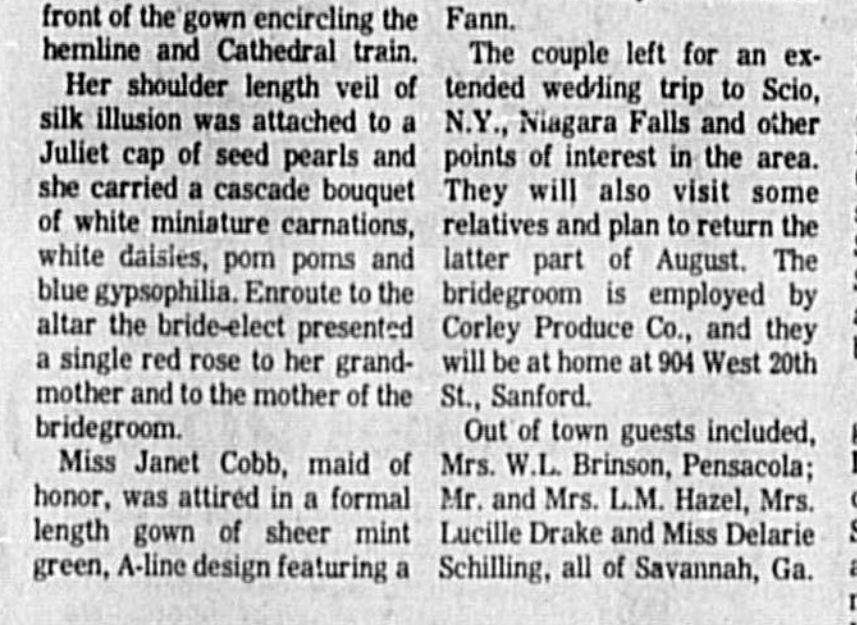 front of the gown encircling the
hemline and Cathedral train.
Her shoulder length veil of
silk illusion was attached to a
Juliet cap of seed pearls and
she carried a cascade bouquet
of white miniature carnations,
white daisies, pom poms and
blue gypsophilia. Enroute to the
altar the bride-elect presented
a single red rose to her grand-
mother and to the mother of the
bridegroom.
Miss Janet Cobb, maid of
honor, was attired in a formal
length gown of sheer mint
green, A-line design featuring a
Fann.
The couple left for an ex-
tended wedding trip to Scio,
N.Y., Niagara Falls and other
points of interest in the area.
They will also visit some
relatives and plan to return the
latter part of August. The
bridegroom is employed by
Corley Produce Co., and they
will be at home at 904 West 20th
St., Sanford.
Out of town guests included,
Mrs. W.L. Brinson, Pensacola;
Mr. and Mrs. L.M. Hazel, Mrs.
Lucille Drake and Miss Delarie
Schilling, all of Savannah, Ga.